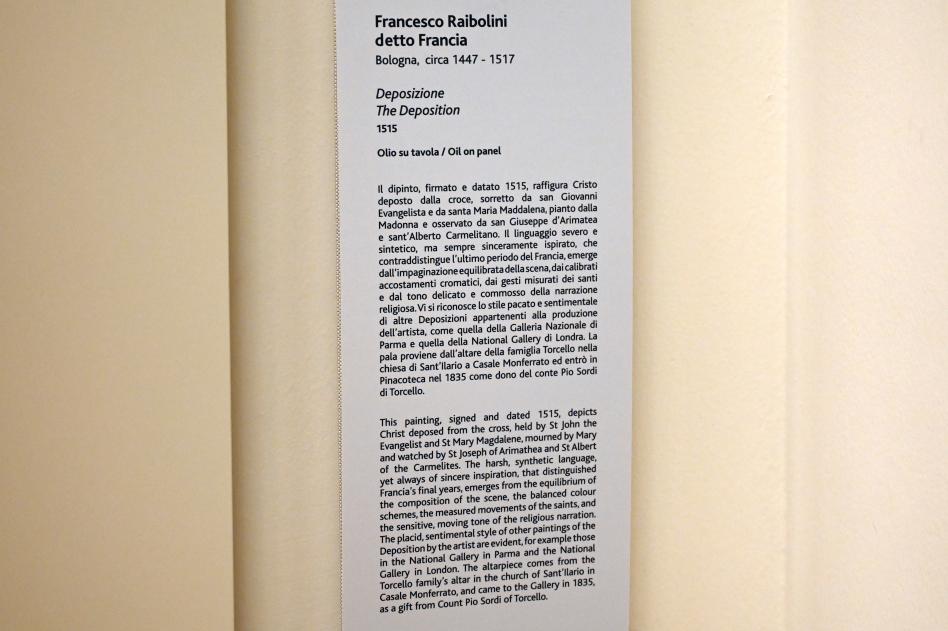 Francesco Raibolini
detto Francia
Bologna, circa 1447 - 1517
Deposizione
The Deposition
1515
Olio su tavola / Oil on panel
Il dipinto, firmato e datato 1515, raffigura Cristo
deposto dalla croce, sorretto da san Giovanni
Evangelista e da santa Maria Maddalena, pianto dalla
Madonna e osservato da san Giuseppe d'Arimatea
e sant'Alberto Carmelitano. Il linguaggio severo e
sintetico, ma sempre sinceramente ispirato, che
contraddistingue l'ultimo periodo del Francia, emerge
dall'impaginazione equilibrata della scena, dai calibrati
accostamenti cromatici, dai gesti misurati dei santi
e dal tono delicato e commosso della narrazione
religiosa. Vi si riconosce lo stile pacato e sentimentale
di altre Deposizioni appartenenti alla produzione
dell'artista, come quella della Galleria Nazionale di
Parma e quella della National Gallery di Londra. La
pala proviene dall'altare della famiglia Torcello nella
chiesa di Sant'Ilario a Casale Monferrato ed entrò in
Pinacoteca nel 1835 come dono del conte Pio Sordi
di Torcello.
This painting, signed and dated 1515, depicts
Christ deposed from the cross, held by St John the
Evangelist and St Mary Magdalene, mourned by Mary
and watched by St Joseph of Arimathea and St Albert
of the Carmelites. The harsh, synthetic language,
yet always of sincere inspiration, that distinguished
Francia's final years, emerges from the equilibrium of
the composition of the scene, the balanced colour
schemes, the measured movements of the saints, and
the sensitive, moving tone of the religious narration.
The placid, sentimental style of other paintings of the
Deposition by the artist are evident, for example those
in the National Gallery in Parma and the National
Gallery in London. The altarpiece comes from the
Torcello family's altar in the church of Sant'Ilario in
Casale Monferrato, and came to the Gallery in 1835,
as a gift from Count Pio Sordi of Torcello.